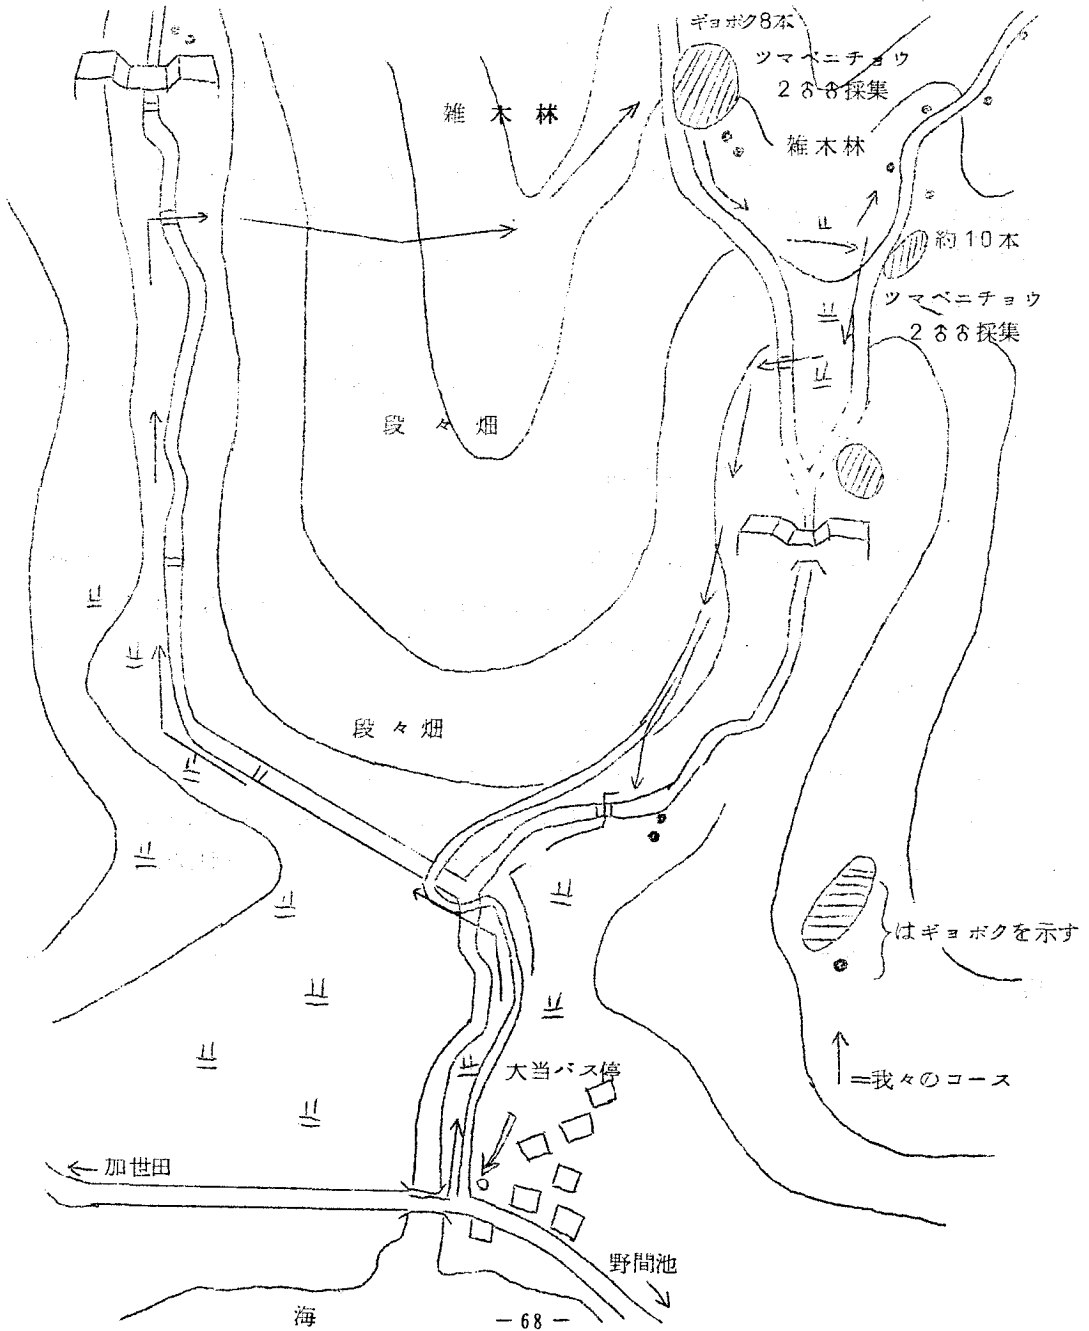 ギョボク8本
ツマベニチョウ
2♂♂採集
雑木林
雑木林
約10本
ツマベニチョウ
2♂♂採集
段々畑
段々畑
はギョボクを示す
=我々のコース
大当バス停
←加世田
野間池
海
-68-